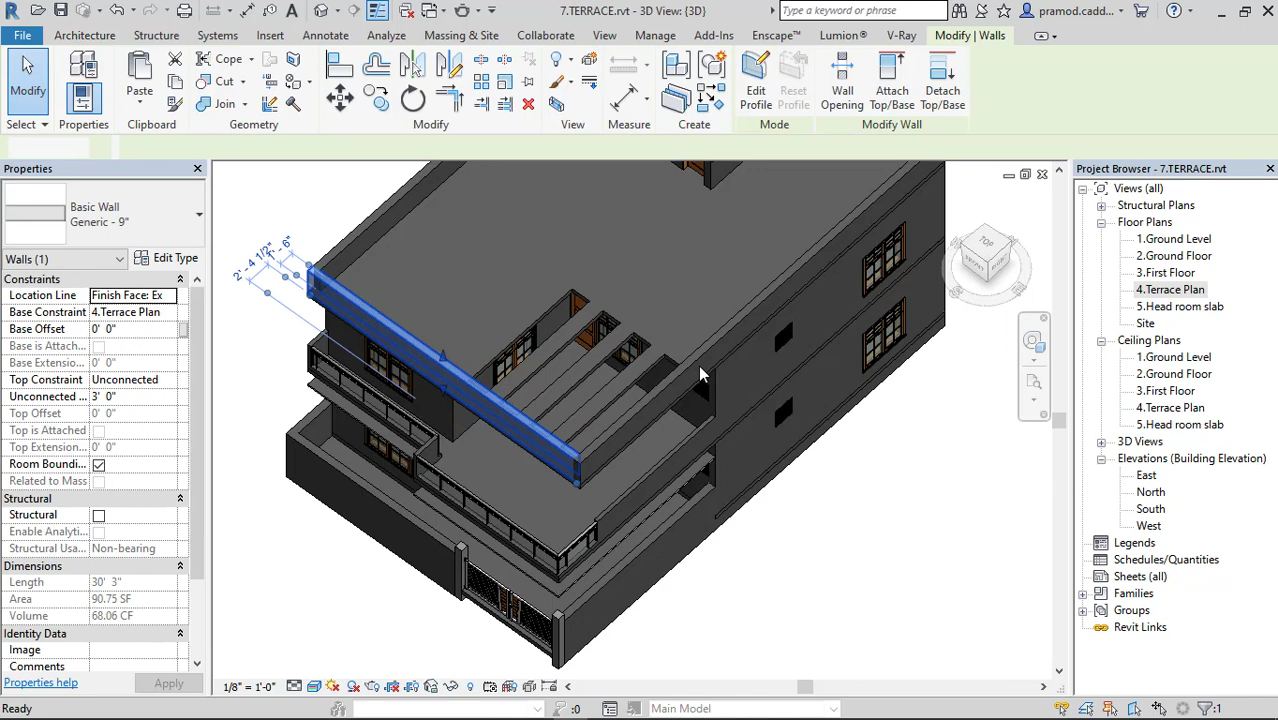 7.TERRACE.rvt - 3D View: {3D}
Type a keyword or phrase
pramod.cadd...
File
Architecture
Structure
Systems
Insert
Annotate
Analyze
Massing & Site
Collaborate
View
Manage
Add-Ins
Enscape™
Lumion®
V-Ray
Modify | Walls
Modify
Select
Properties
Paste
Clipboard
Cope
Cut
Join
Geometry
Modify
View
Measure
Create
Edit Profile
Reset Profile
Mode
Wall Opening
Attach Top/Base
Detach Top/Base
Modify Wall
Properties
Basic Wall
Generic - 9"
Walls (1)
Edit Type
Constraints
Location Line Finish Face: Ex
Base Constraint 4.Terrace Plan
Base Offset 0' 0"
Base is Attach...
Base Extension...
Top Constraint Unconnected
Unconnected ... 3' 0"
Top Offset 0' 0"
Top is Attached
Top Extension... 0' 0"
Room Boundi...
Related to Mass
Structural
Structural
Enable Analyti...
Structural Usa... Non-bearing
Dimensions
Length 30' 3"
Area 90.75 SF
Volume 68.06 CF
Identity Data
Image
Comments
Properties help
Apply
2' - 4 1/2"
TOP
FRONT
Project Browser - 7.TERRACE.rvt
Views (all)
Structural Plans
Floor Plans
1.Ground Level
2.Ground Floor
3.First Floor
4.Terrace Plan
5.Head room slab
Site
Ceiling Plans
1.Ground Level
2.Ground Floor
3.First Floor
4.Terrace Plan
5.Head room slab
3D Views
Elevations (Building Elevation)
East
North
South
West
Legends
Schedules/Quantities
Sheets (all)
Families
Groups
Revit Links
1/8" = 1'-0"
Ready
:0
Main Model
:1